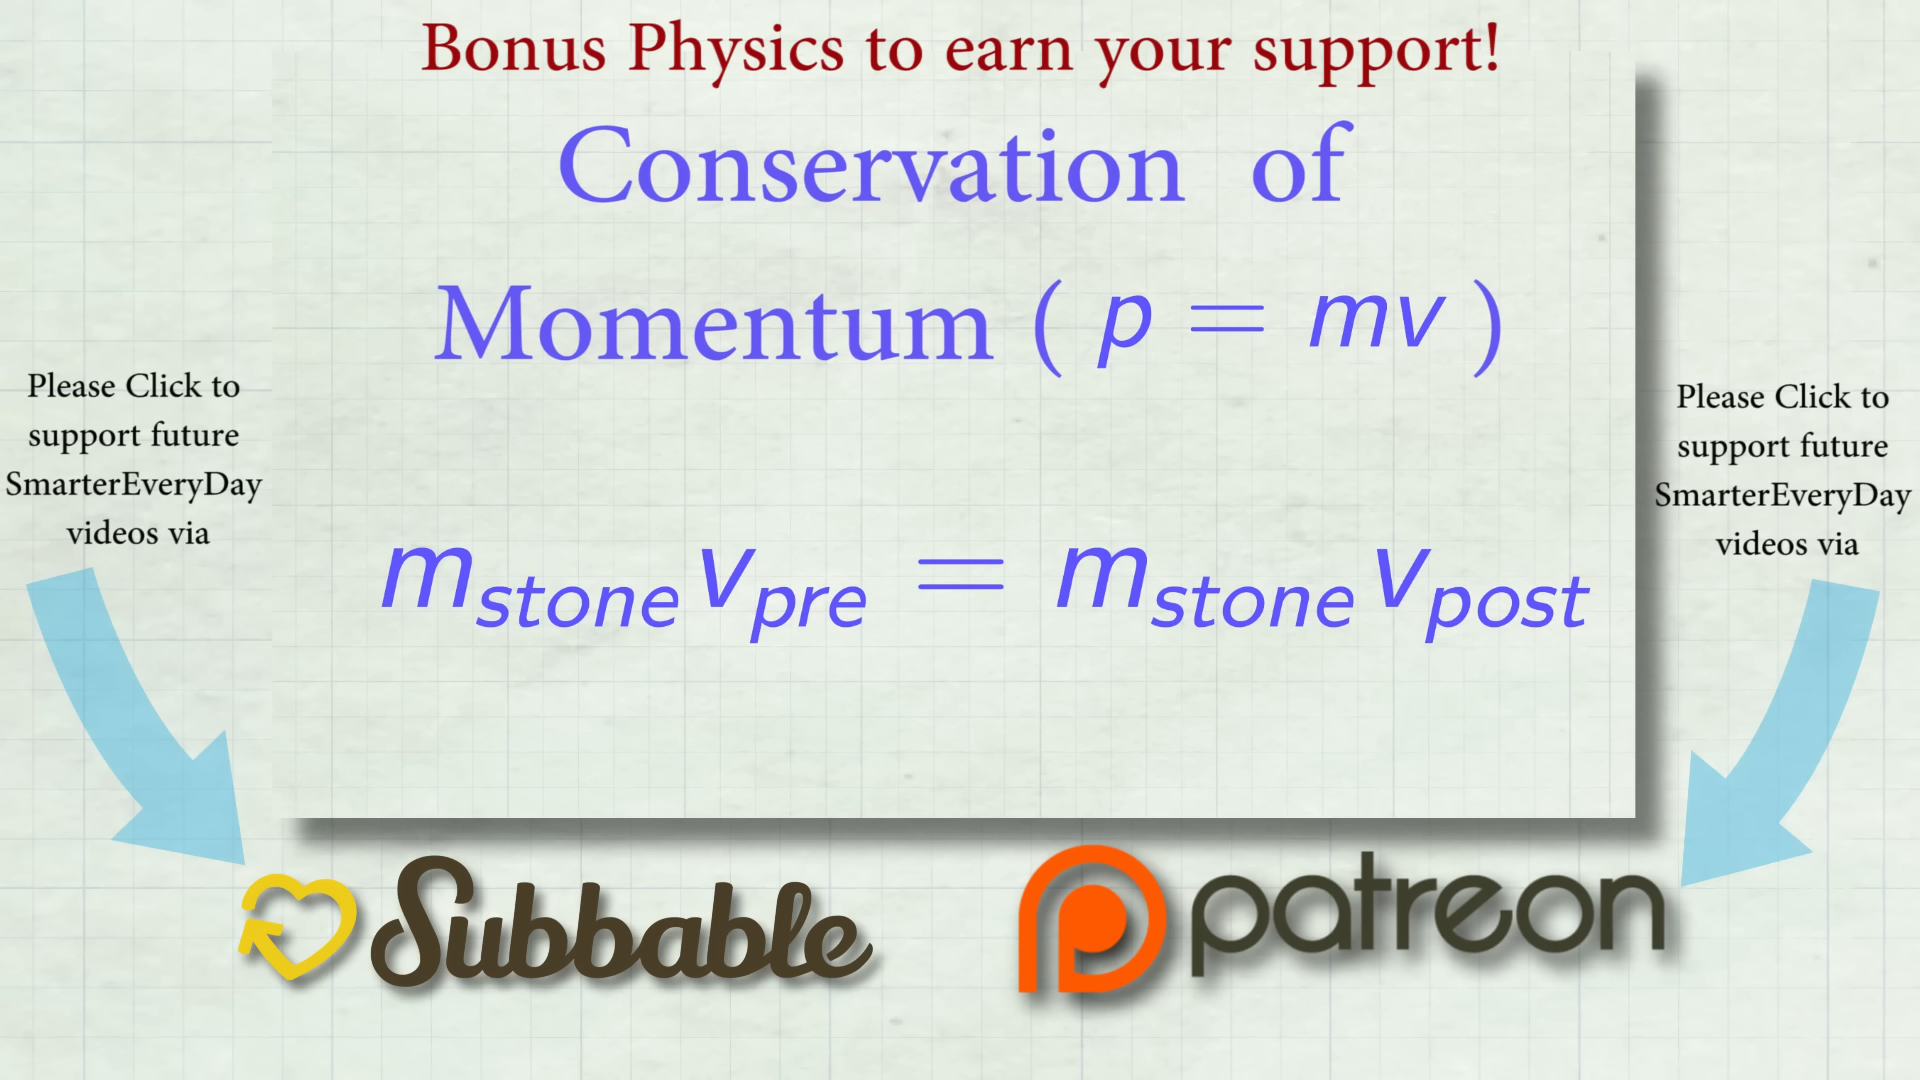 Bonus Physics to earn your support!
Conservation of
Momentum ( p = mv )
m_stone v_pre = m_stone v_post
Please Click to
support future
SmarterEveryDay
videos via
Please Click to
support future
SmarterEveryDay
videos via
Subbable
patreon